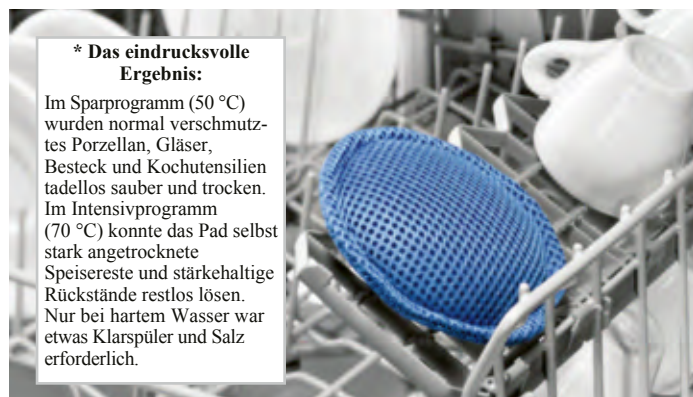 * Das eindrucksvolle
Ergebnis:
Im Sparprogramm (50 °C)
wurden normal verschmutz-
tes Porzellan, Gläser,
Besteck und Kochutensilien
tadellos sauber und trocken.
Im Intensivprogramm
(70 °C) konnte das Pad selbst
stark angetrocknete
Speisereste und stärkehaltige
Rückstände restlos lösen.
Nur bei hartem Wasser war
etwas Klarspüler und Salz
erforderlich.